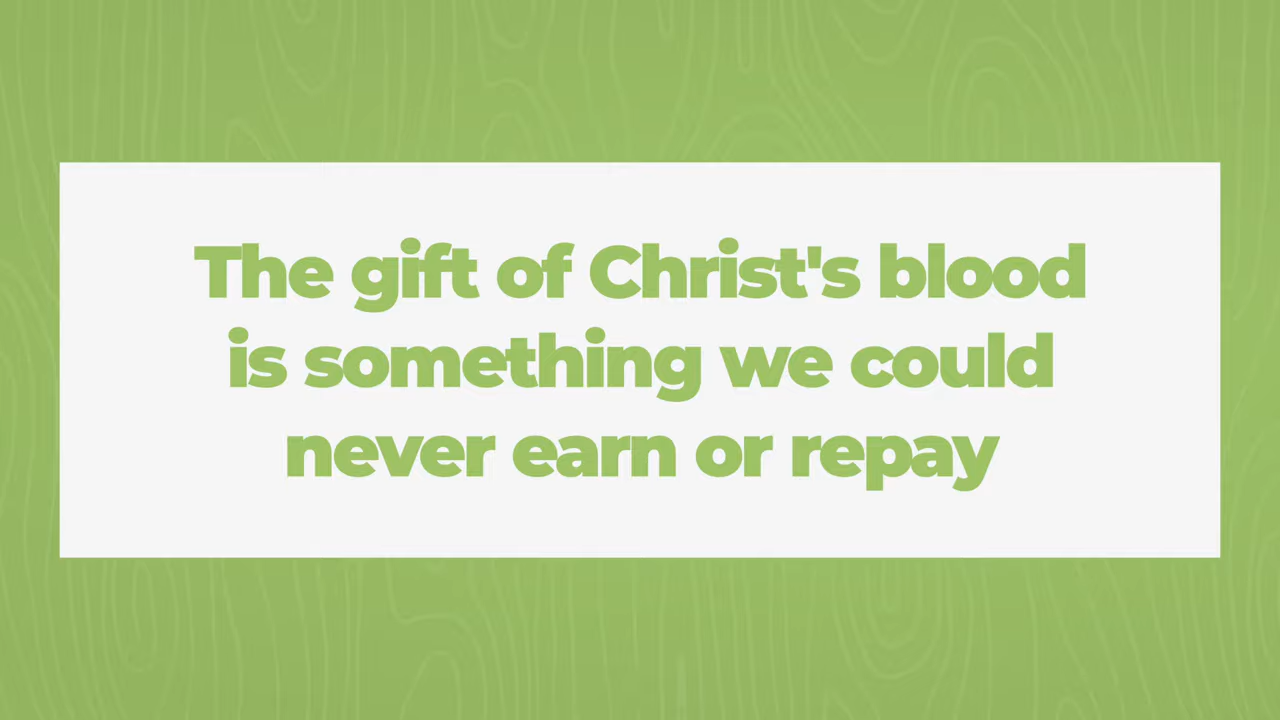 The gift of Christ's blood
is something we could
never earn or repay